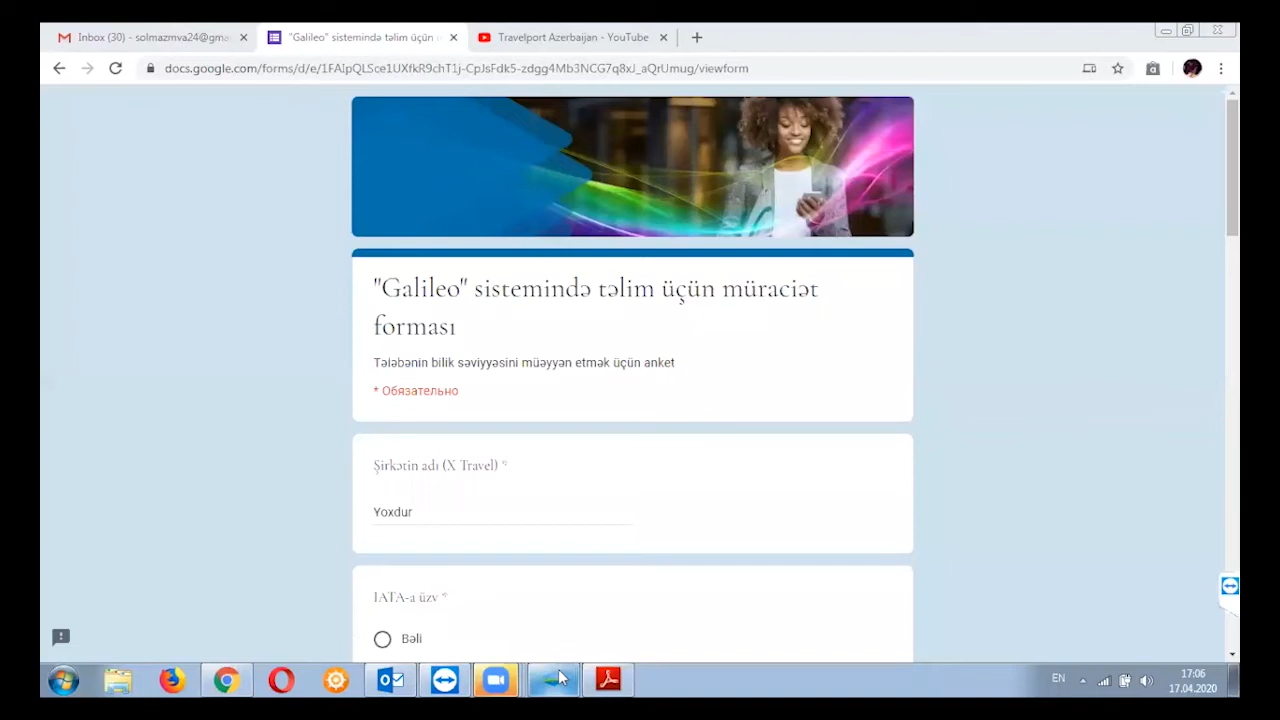 Inbox (30) - solmazmva24@gma
"Galileo" sistemində təlim üçün
Travelport Azerbaijan - YouTube
docs.google.com/forms/d/e/1FAIpQLSce1UXfkR9chT1j-CpJsFdk5-zdgg4Mb3NCG7q8xJ_aQrUmug/viewform
"Galileo" sistemində təlim üçün müraciət
forması
Tələbənin bilik səviyyəsini müəyyən etmək üçün anket
* Обязательно
Şirkətin adı (X Travel) *
Yoxdur
IATA-a üzv *
Bəli
EN
17:06
17.04.2020